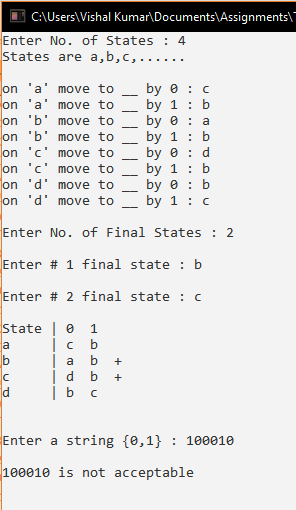 C:\Users\Vishal Kumar\Documents\Assignments\
Enter No. of States : 4
States are a,b,c,......
on 'a' move to __ by 0 : c
on 'a' move to __ by 1 : b
on 'b' move to __ by 0 : a
on 'b' move to __ by 1 : b
on 'c' move to __ by 0 : d
on 'c' move to __ by 1 : b
on 'd' move to __ by 0 : b
on 'd' move to __ by 1 : c
Enter No. of Final States : 2
Enter # 1 final state : b
Enter # 2 final state : c
State | 0  1
a     | c  b
b     | a  b  +
c     | d  b  +
d     | b  c
Enter a string {0,1} : 100010
100010 is not acceptable